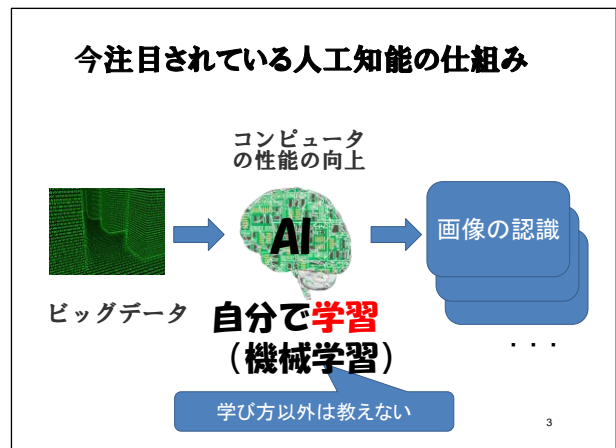 今注目されている人工知能の仕組み
コンピュータ
の性能の向上
AI
画像の認識
ビッグデータ
自分で学習
（機械学習）
・・・
学び方以外は教えない
3